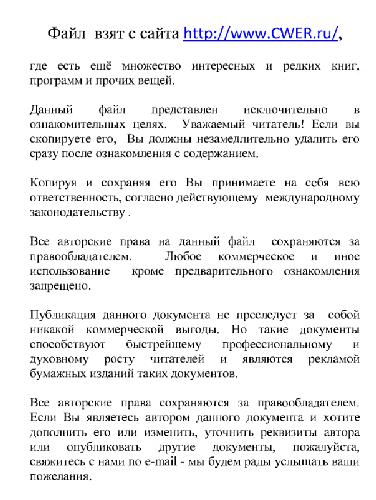 Файл взят с сайта http://www.CWER.ru/,
где есть ещё множество интересных и редких книг,
программ и прочих вещей.
Данный файл представлен исключительно в
ознакомительных целях. Уважаемый читатель! Если вы
скопируете его, Вы должны незамедлительно удалить его
сразу после ознакомления с содержанием.
Копируя и сохраняя его Вы принимаете на себя всю
ответственность, согласно действующему международному
законодательству .
Все авторские права на данный файл сохраняются за
правообладателем. Любое коммерческое и иное
использование кроме предварительного ознакомления
запрещено.
Публикация данного документа не преследует за собой
никакой коммерческой выгоды. Но такие документы
способствуют быстрейшему профессиональному и
духовному росту читателей и являются рекламой
бумажных изданий таких документов.
Все авторские права сохраняются за правообладателем.
Если Вы являетесь автором данного документа и хотите
дополнить его или изменить, уточнить реквизиты автора
или опубликовать другие документы, пожалуйста,
свяжитесь с нами по e-mail - мы будем рады услышать ваши
пожелания.